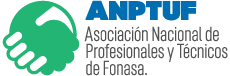 ANPTUF
Asociación Nacional de
Profesionales y Técnicos
de Fonasa.